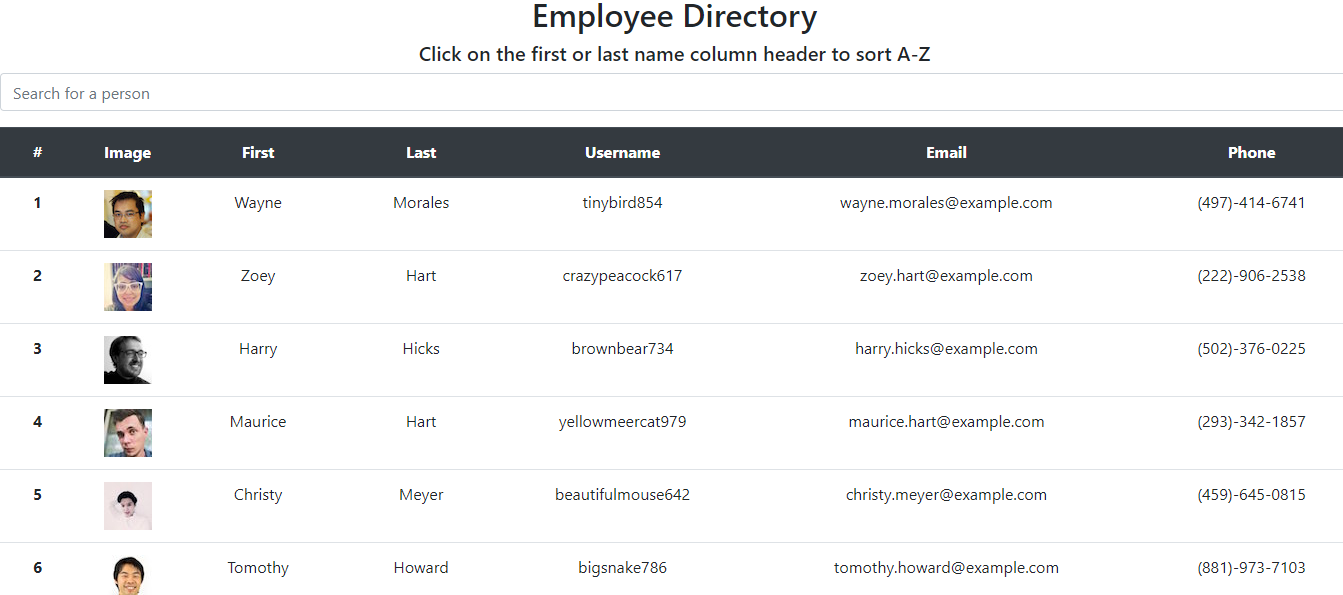 Employee Directory
Click on the first or last name column header to sort A-Z
Search for a person
# Image First Last Username Email Phone
1 Wayne Morales tinybird854 wayne.morales@example.com (497)-414-6741
2 Zoey Hart crazypeacock617 zoey.hart@example.com (222)-906-2538
3 Harry Hicks brownbear734 harry.hicks@example.com (502)-376-0225
4 Maurice Hart yellowmeercat979 maurice.hart@example.com (293)-342-1857
5 Christy Meyer beautifulmouse642 christy.meyer@example.com (459)-645-0815
6 Tomothy Howard bigsnake786 tomothy.howard@example.com (881)-973-7103